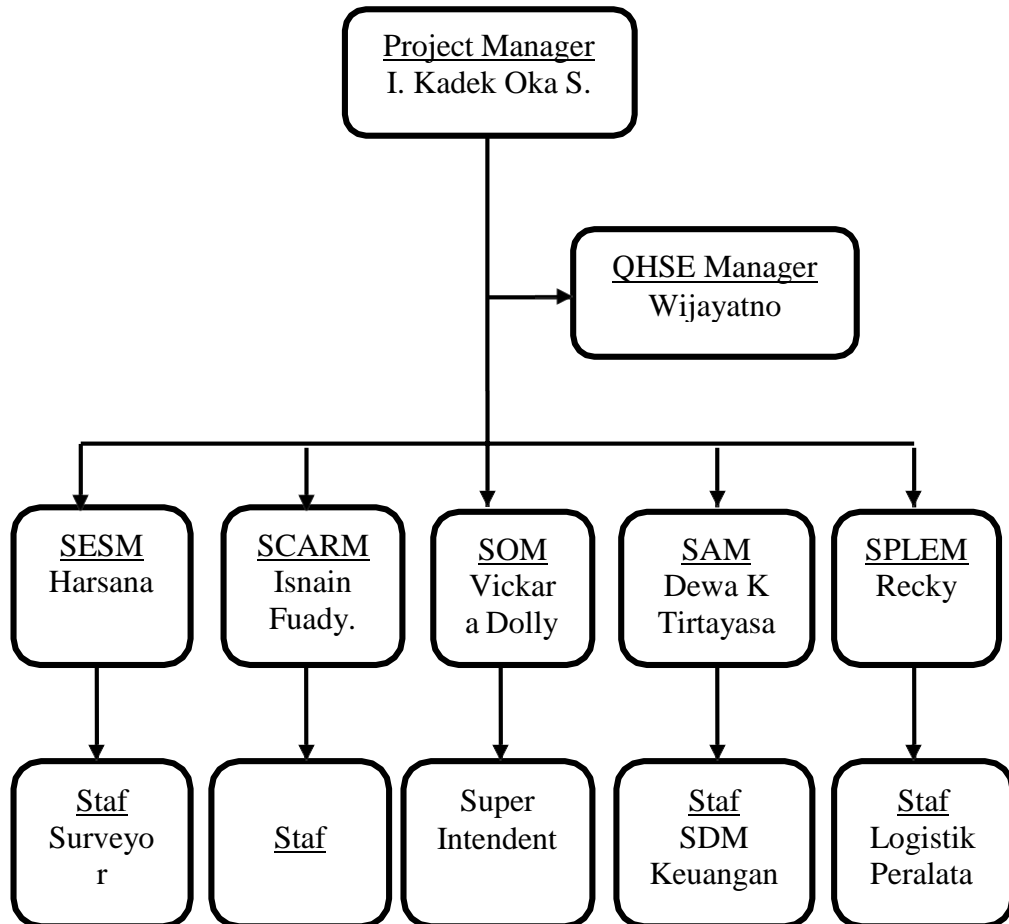 Project Manager
I. Kadek Oka S.
QHSE Manager
Wijayatno
SESM
Harsana
SCARM
Isnain
Fuady.
SOM
Vickar
a Dolly
SAM
Dewa K
Tirtayasa
SPLEM
Recky
Staf
Surveyo
r
Staf
Super
Intendent
Staf
SDM
Keuangan
Staf
Logistik
Peralata